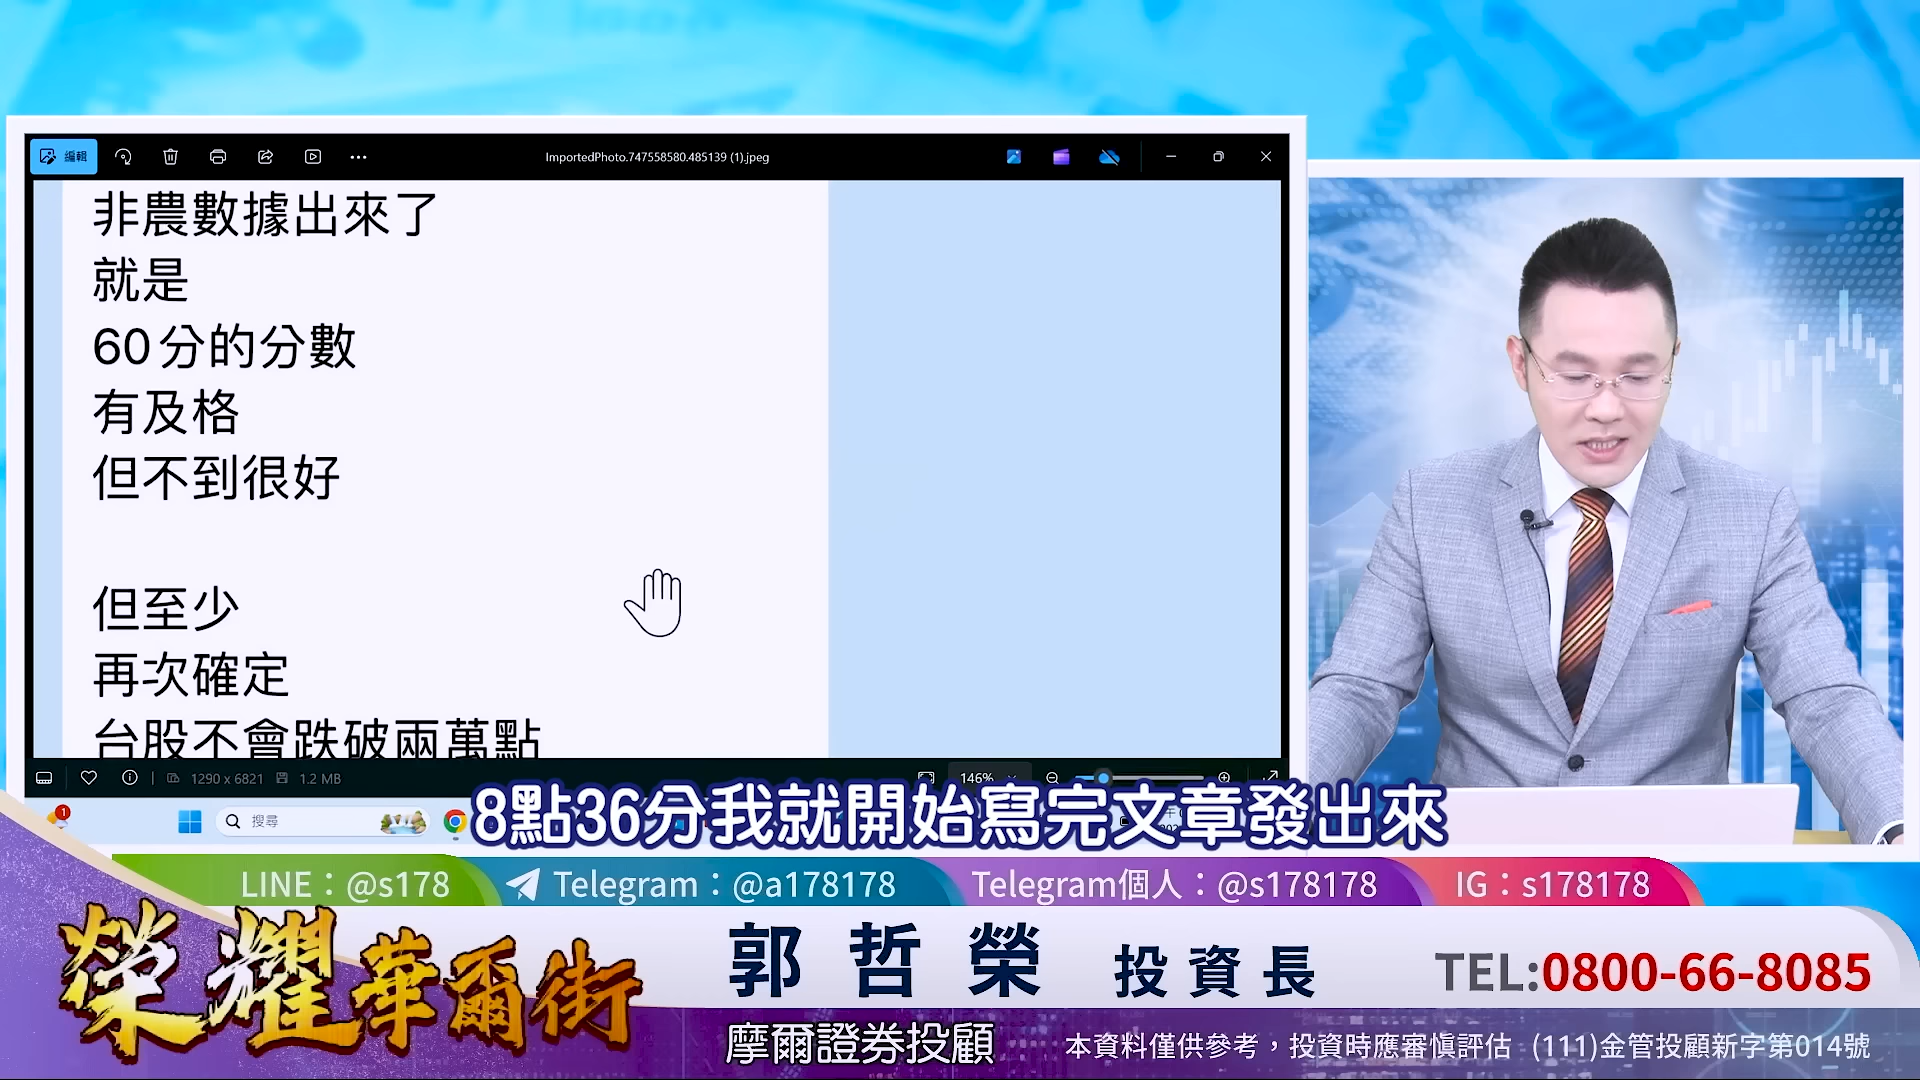 編輯
ImportedPhoto.747558580.485139 (1).jpeg
非農數據出來了
就是
60分的分數
有及格
但不到很好
但至少
再次確定
台股不會跌破兩萬點
1290 x 6821
1.2 MB
146%
1
搜尋
8點36分我就開始寫完文章發出來
LINE：@s178
Telegram：@a178178
Telegram個人：@s178178
IG：s178178
榮耀華爾街
郭哲榮 投資長
TEL:0800-66-8085
摩爾證券投顧
本資料僅供參考，投資時應審慎評估 (111)金管投顧新字第014號